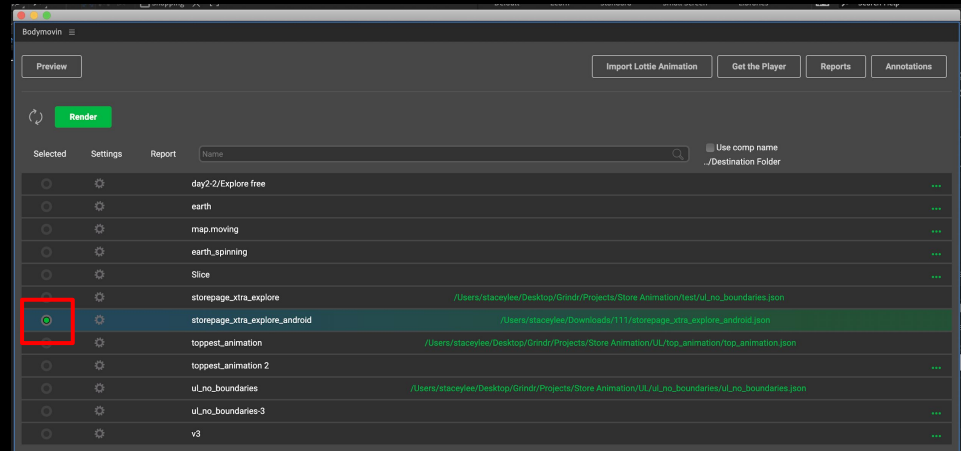 Bodymovin
Preview
Import Lottie Animation
Get the Player
Reports
Annotations
Render
Selected
Settings
Report
Name
Use comp name
../Destination Folder
day2-2/Explore free
...
earth
...
map.moving
...
earth_spinning
...
Slice
...
storepage_xtra_explore /Users/staceylee/Desktop/Grindr/Projects/Store Animation/test/ul_no_boundaries.json
storepage_xtra_explore_android /Users/staceylee/Downloads/111/storepage_xtra_explore_android.json
toppest_animation /Users/staceylee/Desktop/Grindr/Projects/Store Animation/UL/top_animation/top_animation.json
toppest_animation 2
...
ul_no_boundaries /Users/staceylee/Desktop/Grindr/Projects/Store Animation/UL/ul_no_boundaries/ul_no_boundaries.json
ul_no_boundaries-3
...
v3
...